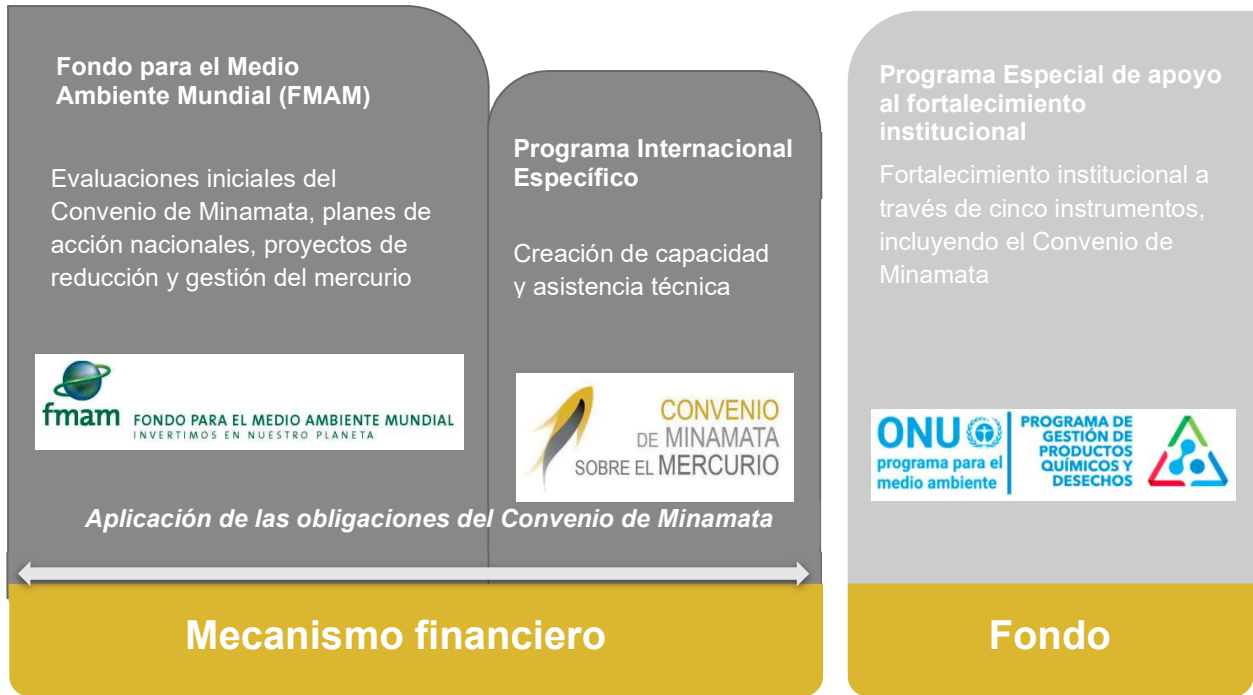 Fondo para el Medio
Ambiente Mundial (FMAM)
Evaluaciones iniciales del
Convenio de Minamata, planes de
acción nacionales, proyectos de
reducción y gestión del mercurio
fmam FONDO PARA EL MEDIO AMBIENTE MUNDIAL
INVERTIMOS EN NUESTRO PLANETA
Programa Internacional
Específico
Creación de capacidad
y asistencia técnica
CONVENIO
DE MINAMATA
SOBRE EL MERCURIO
Aplicación de las obligaciones del Convenio de Minamata
Mecanismo financiero
Programa Especial de apoyo
al fortalecimiento
institucional
Fortalecimiento institucional a
través de cinco instrumentos,
incluyendo el Convenio de
Minamata
ONU
programa para el
medio ambiente
PROGRAMA DE
GESTIÓN DE
PRODUCTOS
QUÍMICOS Y
DESECHOS
Fondo